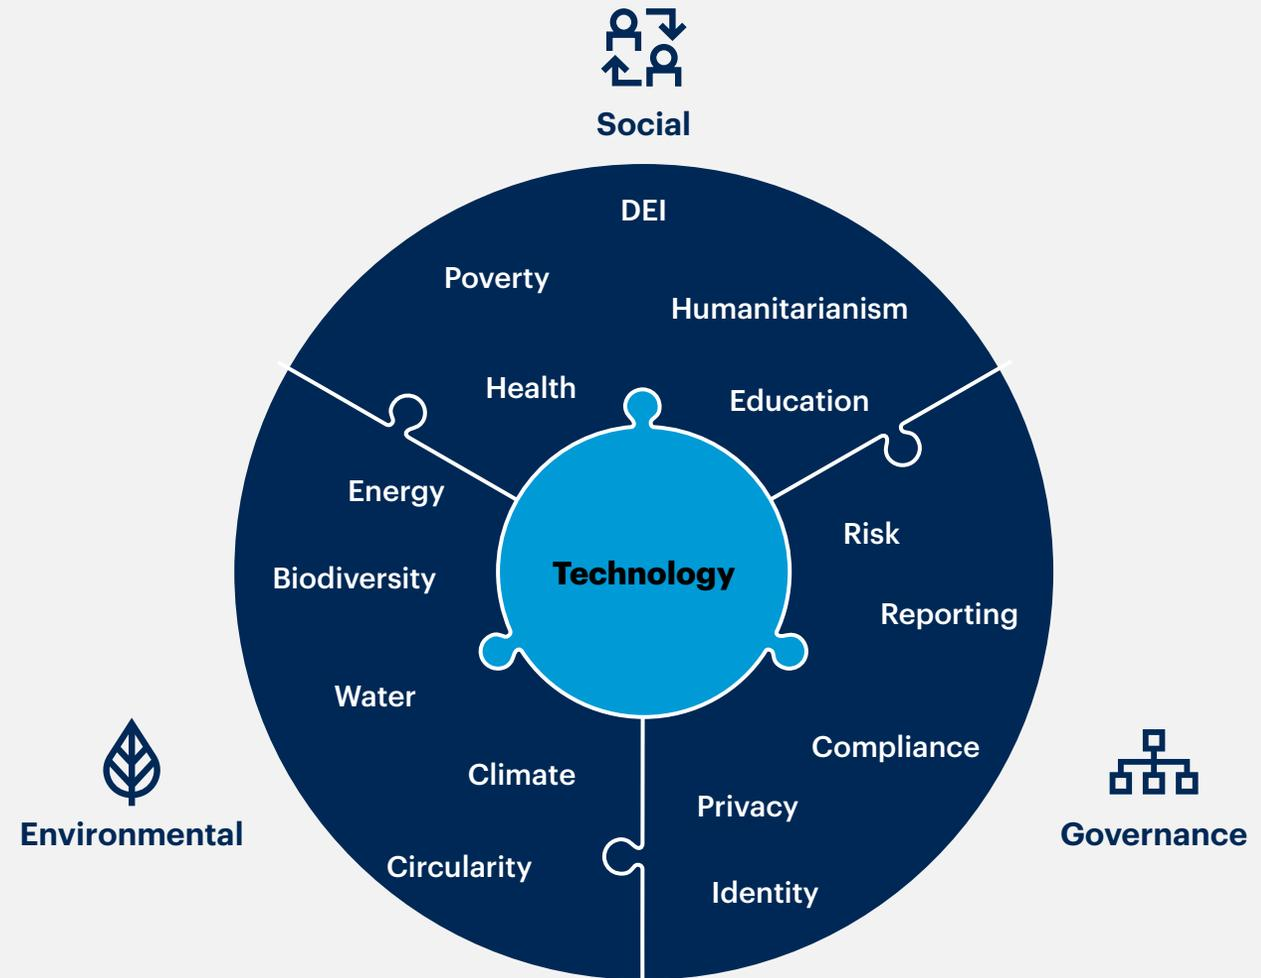 Social
DEI
Poverty
Humanitarianism
Health
Education
Energy
Risk
Technology
Biodiversity
Reporting
Water
Compliance
Climate
Privacy
Environmental
Governance
Circularity
Identity